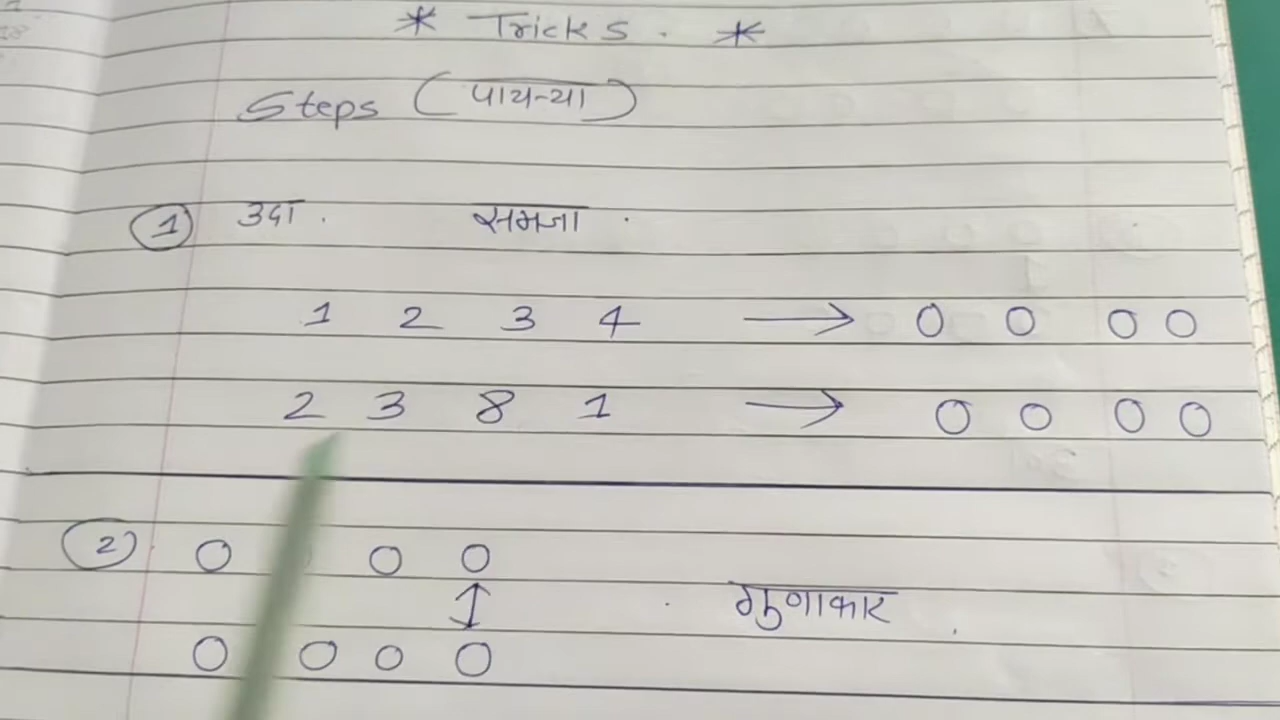 * Tricks. *
Steps (पायऱ्या)
1 उदा. समजा.
1 2 3 4 → 0 0 0 0
2 3 8 1 → 0 0 0 0
2 0 0 0
↕ गुणाकार
0 0 0 0